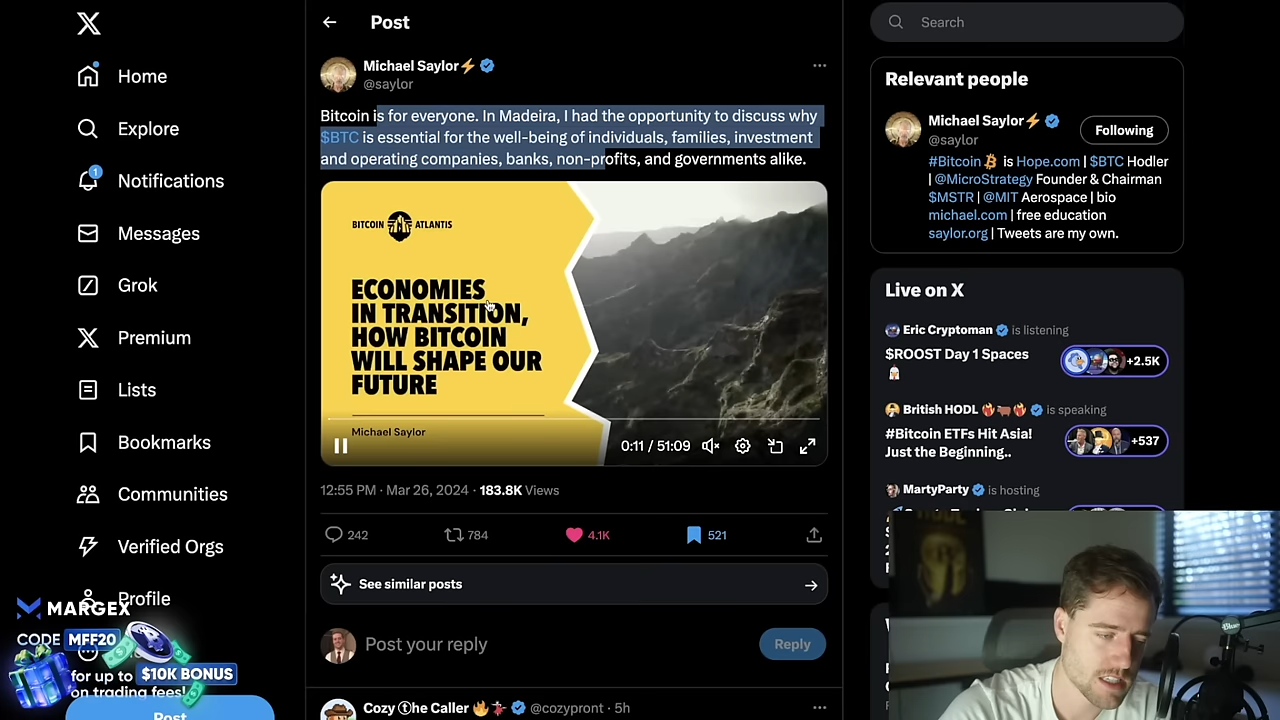 Post
Search
Home
Explore
Notifications
1
Messages
Grok
Premium
Lists
Bookmarks
Communities
Verified Orgs
Profile
Post
Michael Saylor⚡
@saylor
Bitcoin is for everyone. In Madeira, I had the opportunity to discuss why
$BTC is essential for the well-being of individuals, families, investment
and operating companies, banks, non-profits, and governments alike.
BITCOIN ATLANTIS
ECONOMIES
IN TRANSITION,
HOW BITCOIN
WILL SHAPE OUR
FUTURE
Michael Saylor
0:11 / 51:09
12:55 PM · Mar 26, 2024 · 183.8K Views
242 784 4.1K 521
See similar posts
Post your reply
Reply
Cozy Ⓣhe Caller @cozypront · 5h
Relevant people
Michael Saylor⚡
@saylor
Following
#Bitcoin is Hope.com | $BTC Hodler
| @MicroStrategy Founder & Chairman
$MSTR | @MIT Aerospace | bio
michael.com | free education
saylor.org | Tweets are my own.
Live on X
Eric Cryptoman is listening
$ROOST Day 1 Spaces
+2.5K
British HODL is speaking
#Bitcoin ETFs Hit Asia!
Just the Beginning..
+537
MartyParty is hosting
MARGEX
CODE MFF20
for up to $10K BONUS
on trading fees!